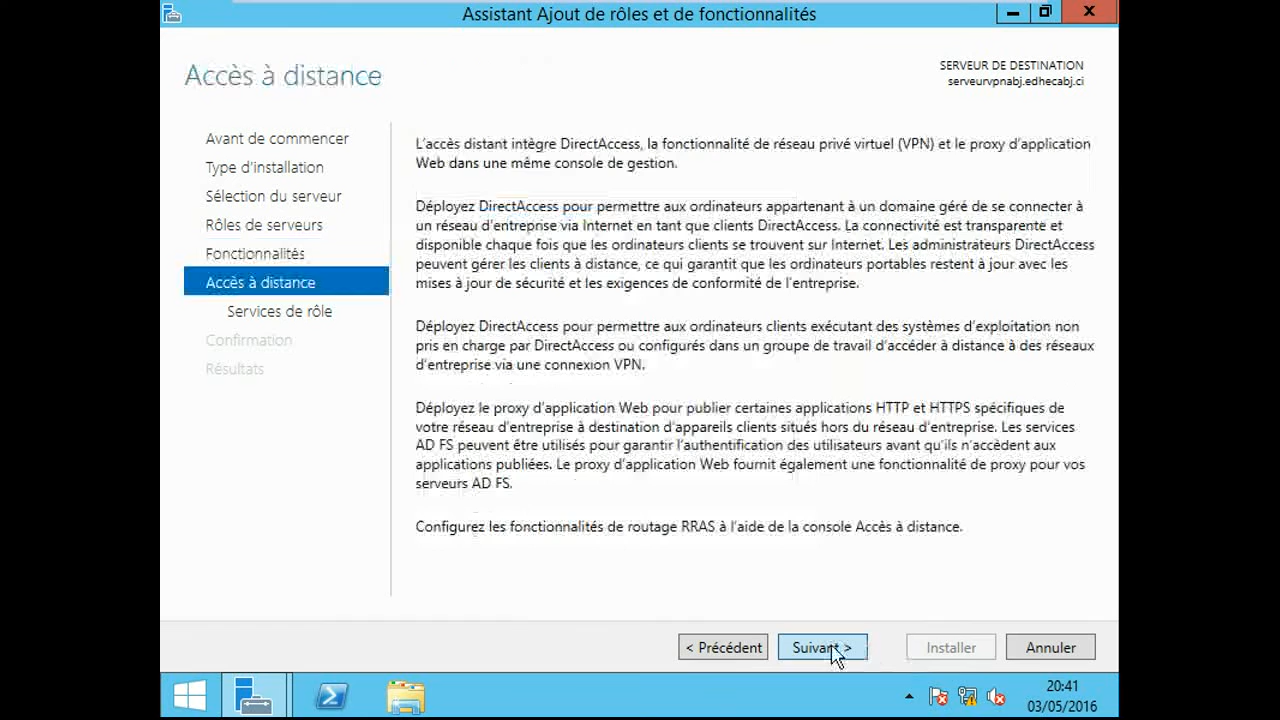 Assistant Ajout de rôles et de fonctionnalités
Accès à distance
SERVEUR DE DESTINATION
serveurvpnabj.edhecabj.ci
Avant de commencer
Type d'installation
Sélection du serveur
Rôles de serveurs
Fonctionnalités
Accès à distance
Services de rôle
Confirmation
Résultats
L'accès distant intègre DirectAccess, la fonctionnalité de réseau privé virtuel (VPN) et le proxy d'application
Web dans une même console de gestion.
Déployez DirectAccess pour permettre aux ordinateurs appartenant à un domaine géré de se connecter à
un réseau d'entreprise via Internet en tant que clients DirectAccess. La connectivité est transparente et
disponible chaque fois que les ordinateurs clients se trouvent sur Internet. Les administrateurs DirectAccess
peuvent gérer les clients à distance, ce qui garantit que les ordinateurs portables restent à jour avec les
mises à jour de sécurité et les exigences de conformité de l'entreprise.
Déployez DirectAccess pour permettre aux ordinateurs clients exécutant des systèmes d'exploitation non
pris en charge par DirectAccess ou configurés dans un groupe de travail d'accéder à distance à des réseaux
d'entreprise via une connexion VPN.
Déployez le proxy d'application Web pour publier certaines applications HTTP et HTTPS spécifiques de
votre réseau d'entreprise à destination d'appareils clients situés hors du réseau d'entreprise. Les services
AD FS peuvent être utilisés pour garantir l'authentification des utilisateurs avant qu'ils n'accèdent aux
applications publiées. Le proxy d'application Web fournit également une fonctionnalité de proxy pour vos
serveurs AD FS.
Configurez les fonctionnalités de routage RRAS à l'aide de la console Accès à distance.
< Précédent
Suivant >
Installer
Annuler
20:41
03/05/2016